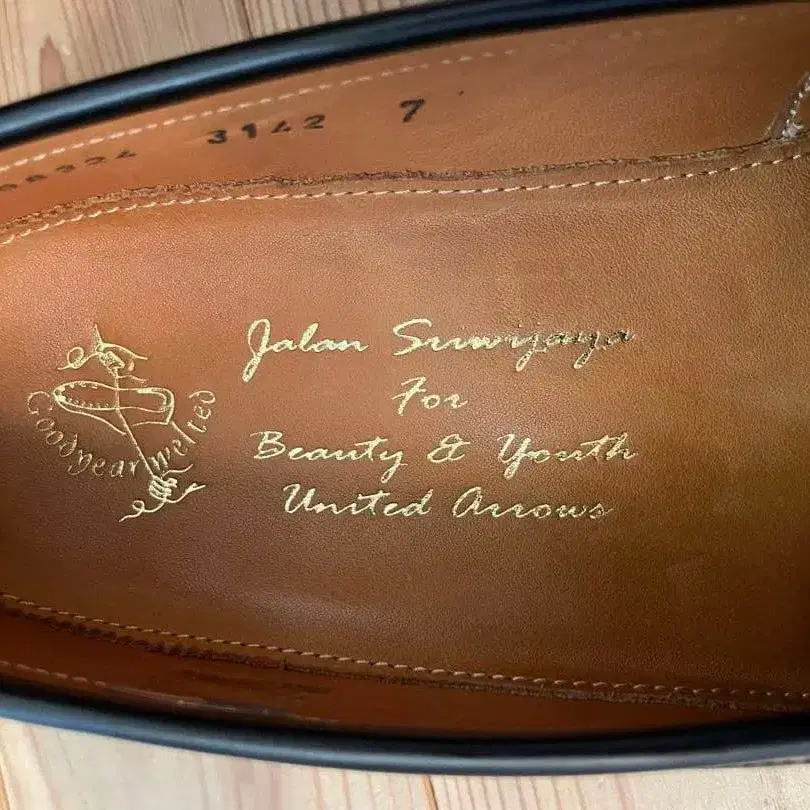 3142 7
Goodyear welted
Jalan Sriwijaya
For
Beauty & Youth
United Arrows